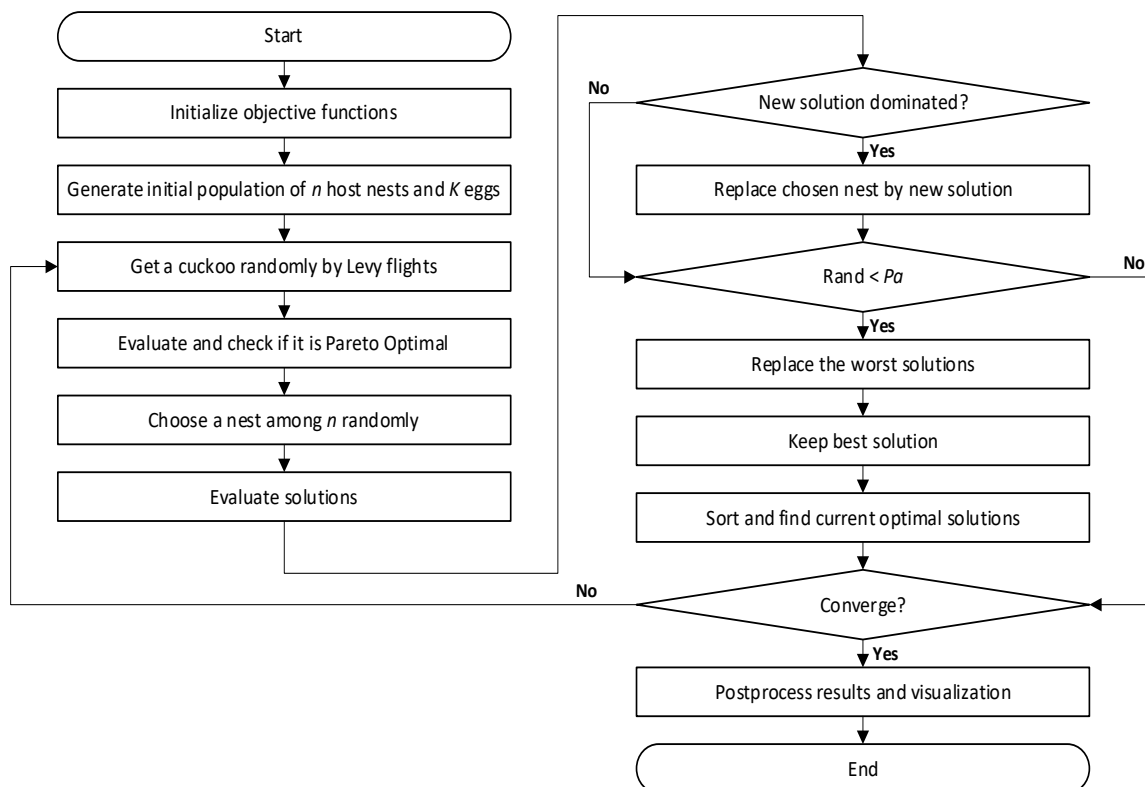 Start
Initialize objective functions
Generate initial population of n host nests and K eggs
Get a cuckoo randomly by Levy flights
Evaluate and check if it is Pareto Optimal
Choose a nest among n randomly
Evaluate solutions
New solution dominated?
No
Yes
Replace chosen nest by new solution
Rand < Pa
No
Yes
Replace the worst solutions
Keep best solution
Sort and find current optimal solutions
Converge?
No
Yes
Postprocess results and visualization
End